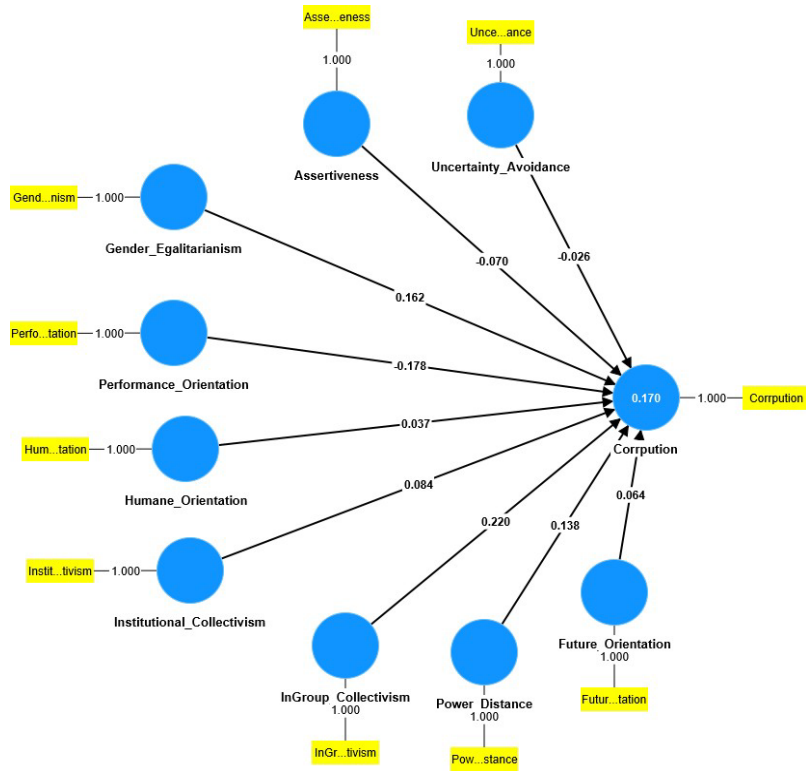 Asse...eness
1.000
Assertiveness
Unce...ance
1.000
Uncertainty_Avoidance
Gend...nism
1.000
Gender_Egalitarianism
-0.070
-0.026
0.162
Perfo...tation
1.000
Performance_Orientation
-0.178
0.170
1.000
Corrpution
Corrpution
0.037
Hum...tation
1.000
Humane_Orientation
0.084
0.064
0.220
0.138
Instit...tivism
1.000
Institutional_Collectivism
InGroup_Collectivism
1.000
InGr...tivism
Power_Distance
1.000
Pow...stance
Future_Orientation
1.000
Futur...tation